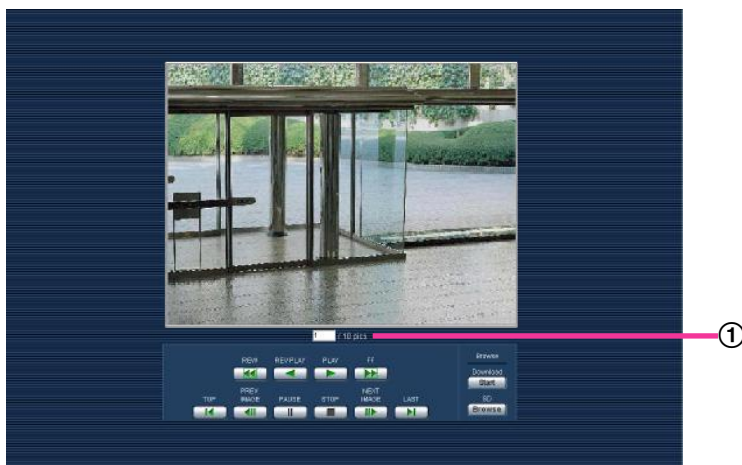 1 / 10 pics
①
REW REV.PLAY PLAY FF
Browse
Download
Start
TOP PREV IMAGE PAUSE STOP NEXT IMAGE LAST
SD
Browse